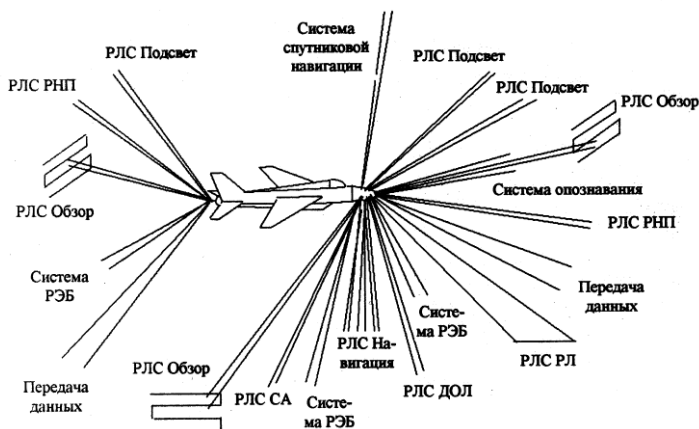 Система
спутниковой
навигации
РЛС Подсвет
РЛС Подсвет
РЛС РНП
РЛС Подсвет
РЛС Обзор
РЛС Обзор
Система опознавания
РЛС РНП
Система
РЭБ
Передача
данных
Систе-
ма РЭБ
РЛС На-
вигация
РЛС РЛ
РЛС Обзор
РЛС СА
Систе-
ма РЭБ
РЛС ДОЛ
Передача
данных